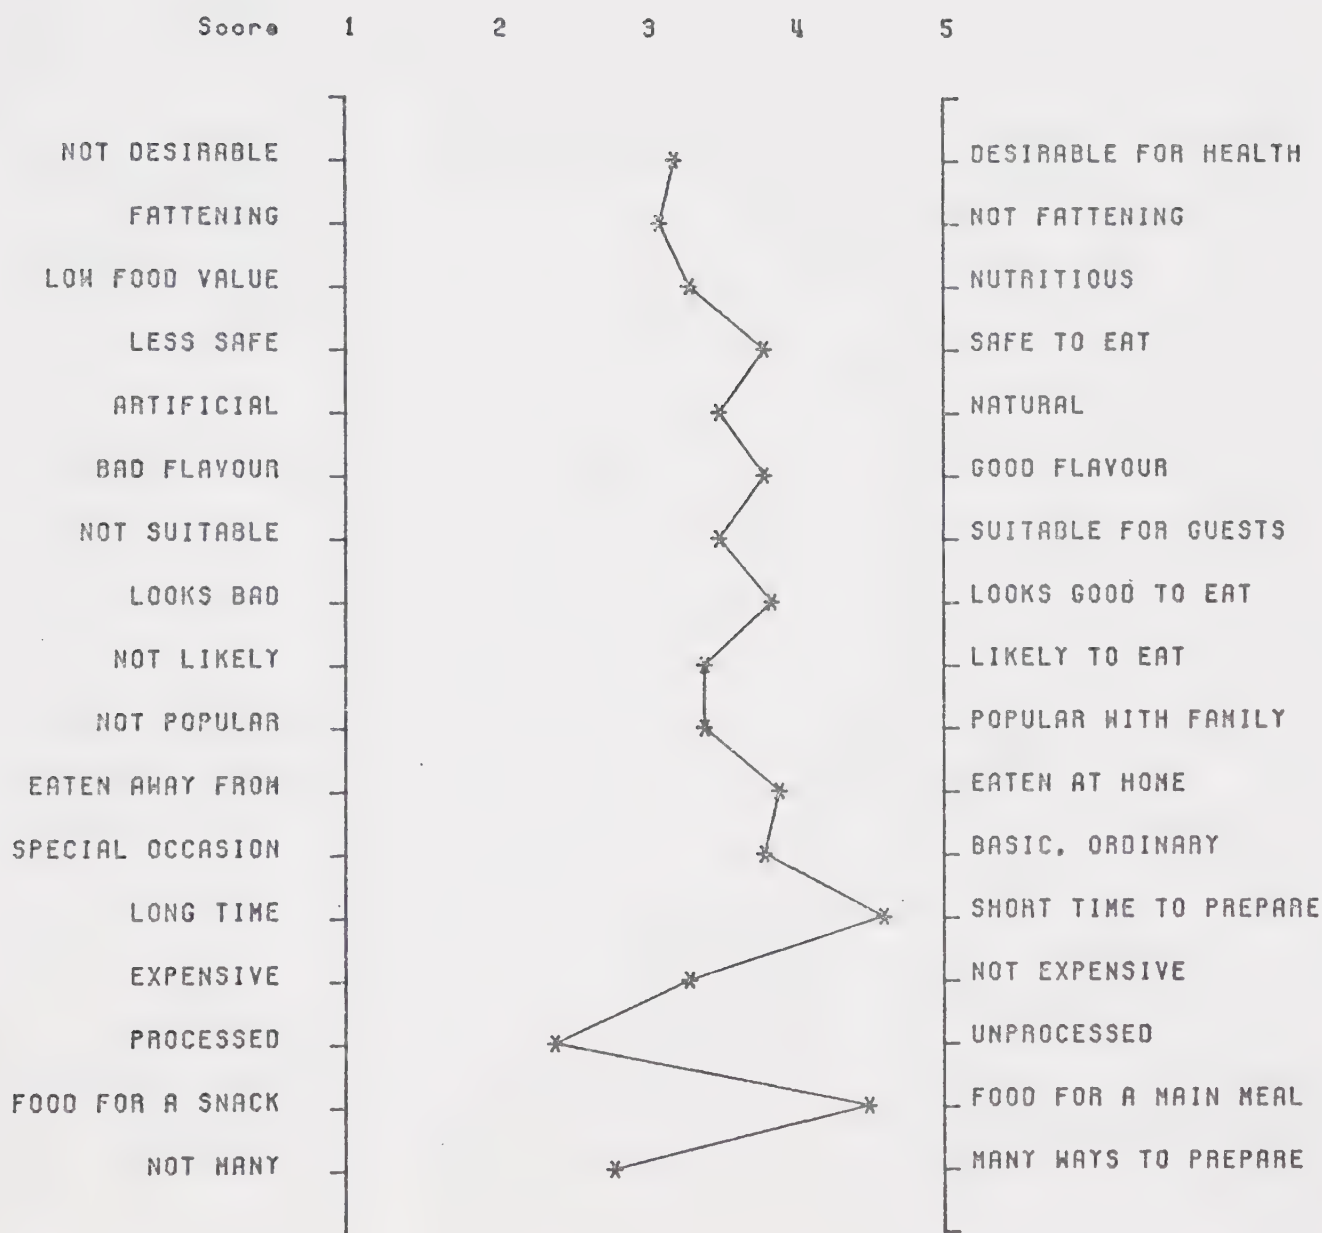 Score 1 2 3 4 5
NOT DESIRABLE DESIRABLE FOR HEALTH
FATTENING NOT FATTENING
LOW FOOD VALUE NUTRITIOUS
LESS SAFE SAFE TO EAT
ARTIFICIAL NATURAL
BAD FLAVOUR GOOD FLAVOUR
NOT SUITABLE SUITABLE FOR GUESTS
LOOKS BAD LOOKS GOOD TO EAT
NOT LIKELY LIKELY TO EAT
NOT POPULAR POPULAR WITH FAMILY
EATEN AWAY FROM EATEN AT HOME
SPECIAL OCCASION BASIC, ORDINARY
LONG TIME SHORT TIME TO PREPARE
EXPENSIVE NOT EXPENSIVE
PROCESSED UNPROCESSED
FOOD FOR A SNACK FOOD FOR A MAIN MEAL
NOT MANY MANY WAYS TO PREPARE